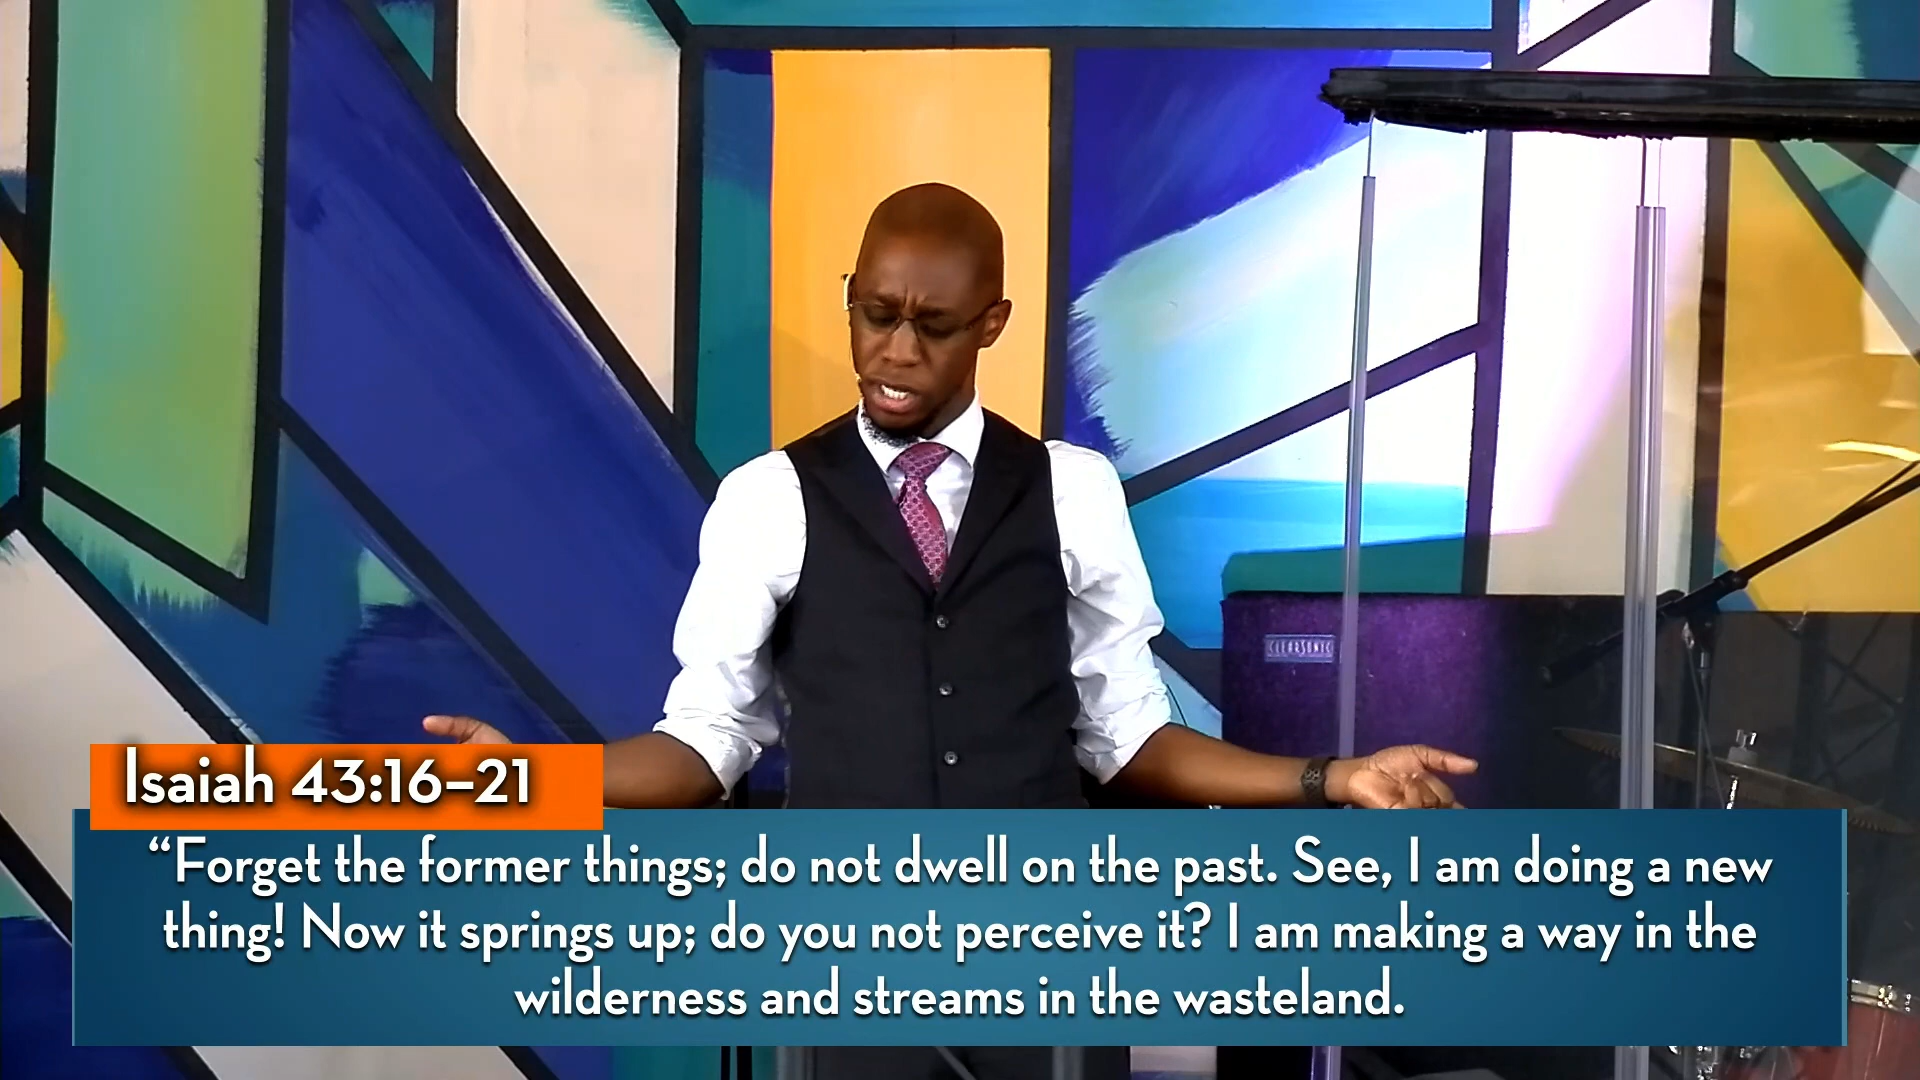 CLEARSONIC
Isaiah 43:16–21
“Forget the former things; do not dwell on the past. See, I am doing a new
thing! Now it springs up; do you not perceive it? I am making a way in the
wilderness and streams in the wasteland.